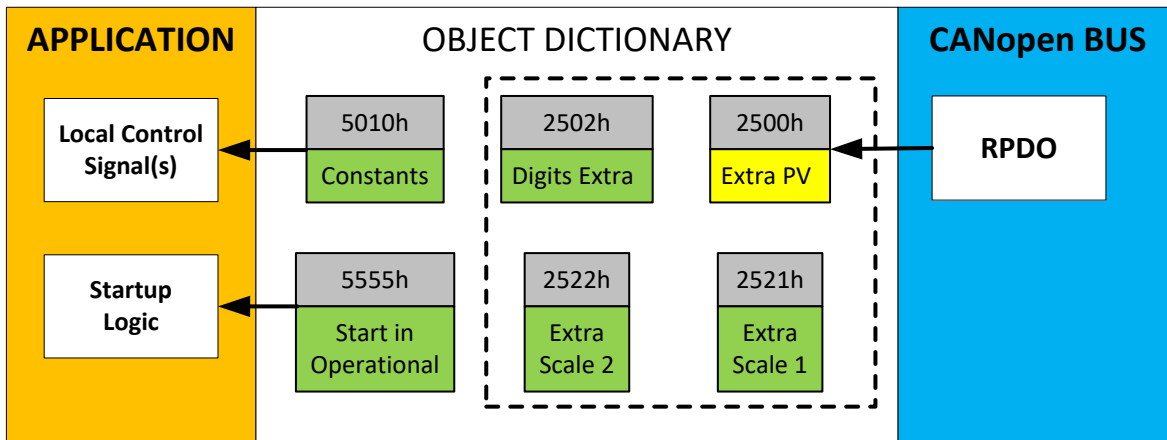 APPLICATION
OBJECT DICTIONARY
CANopen BUS
Local Control
Signal(s)
5010h
Constants
2502h
Digits Extra
2500h
Extra PV
RPDO
Startup
Logic
5555h
Start in
Operational
2522h
Extra
Scale 2
2521h
Extra
Scale 1